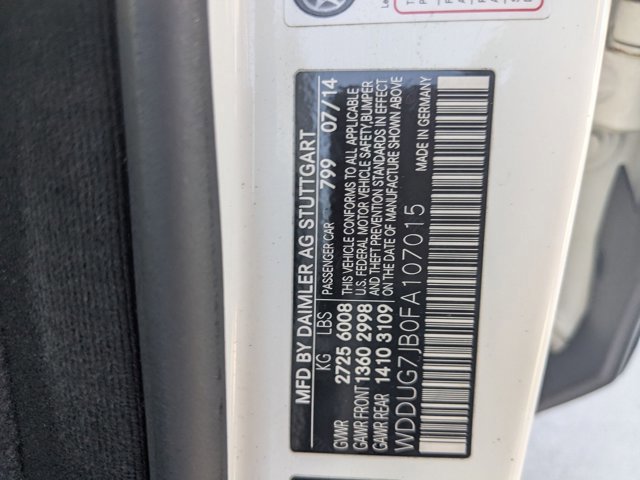 MFD BY DAIMLER AG STUTTGART
KG LBS PASSENGER CAR 799 07/14
GVWR 2725 6008
GAWR FRONT 1360 2998
GAWR REAR 1410 3109
THIS VEHICLE CONFORMS TO ALL APPLICABLE
U.S. FEDERAL MOTOR VEHICLE SAFETY, BUMPER
AND THEFT PREVENTION STANDARDS IN EFFECT
ON THE DATE OF MANUFACTURE SHOWN ABOVE
WDDUG7JB0FA107015 MADE IN GERMANY